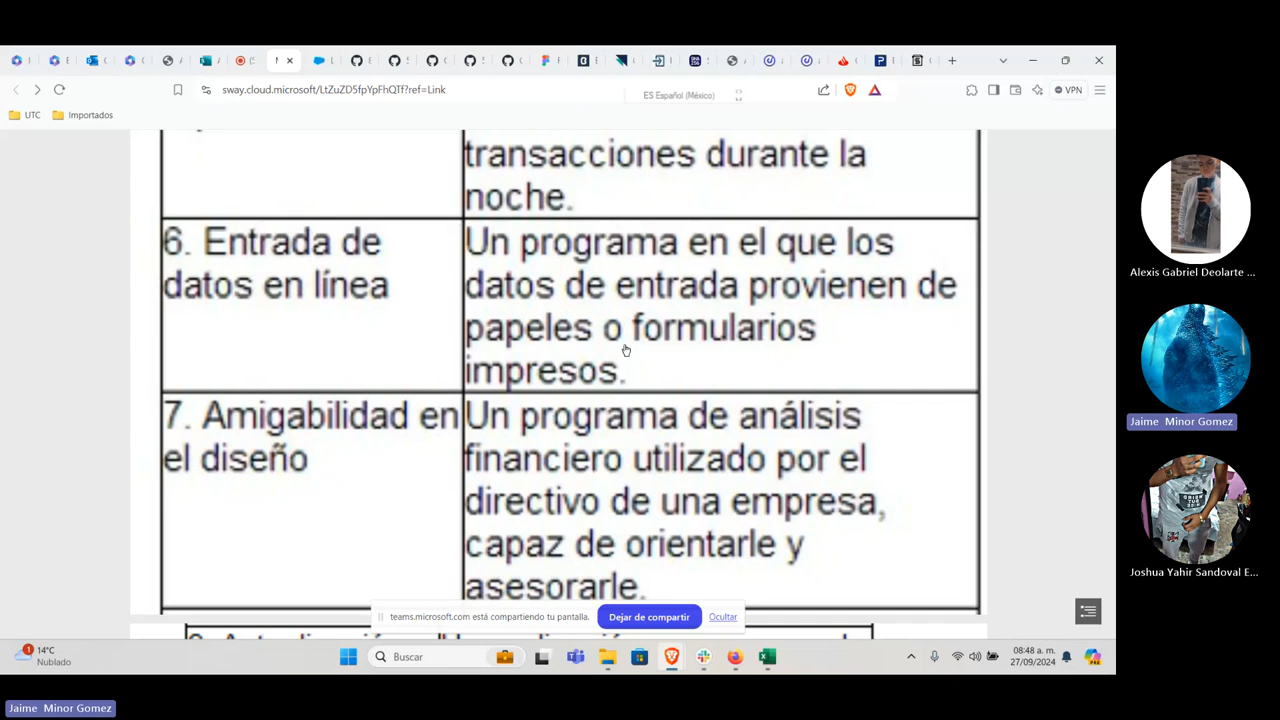 sway.cloud.microsoft/LtZuZD5fpYpFhQTf?ref=Link
ES Español (México)
VPN
UTC
Importados
transacciones durante la
noche.
6. Entrada de
datos en línea
Un programa en el que los
datos de entrada provienen de
papeles o formularios
impresos.
7. Amigabilidad en
el diseño
Un programa de análisis
financiero utilizado por el
directivo de una empresa,
capaz de orientarle y
asesorarle.
teams.microsoft.com está compartiendo tu pantalla.
Dejar de compartir
Ocultar
Alexis Gabriel Deolarte ...
Jaime Minor Gomez
Joshua Yahir Sandoval E...
1
14°C
Nublado
Buscar
08:48 a. m.
27/09/2024
Jaime Minor Gomez